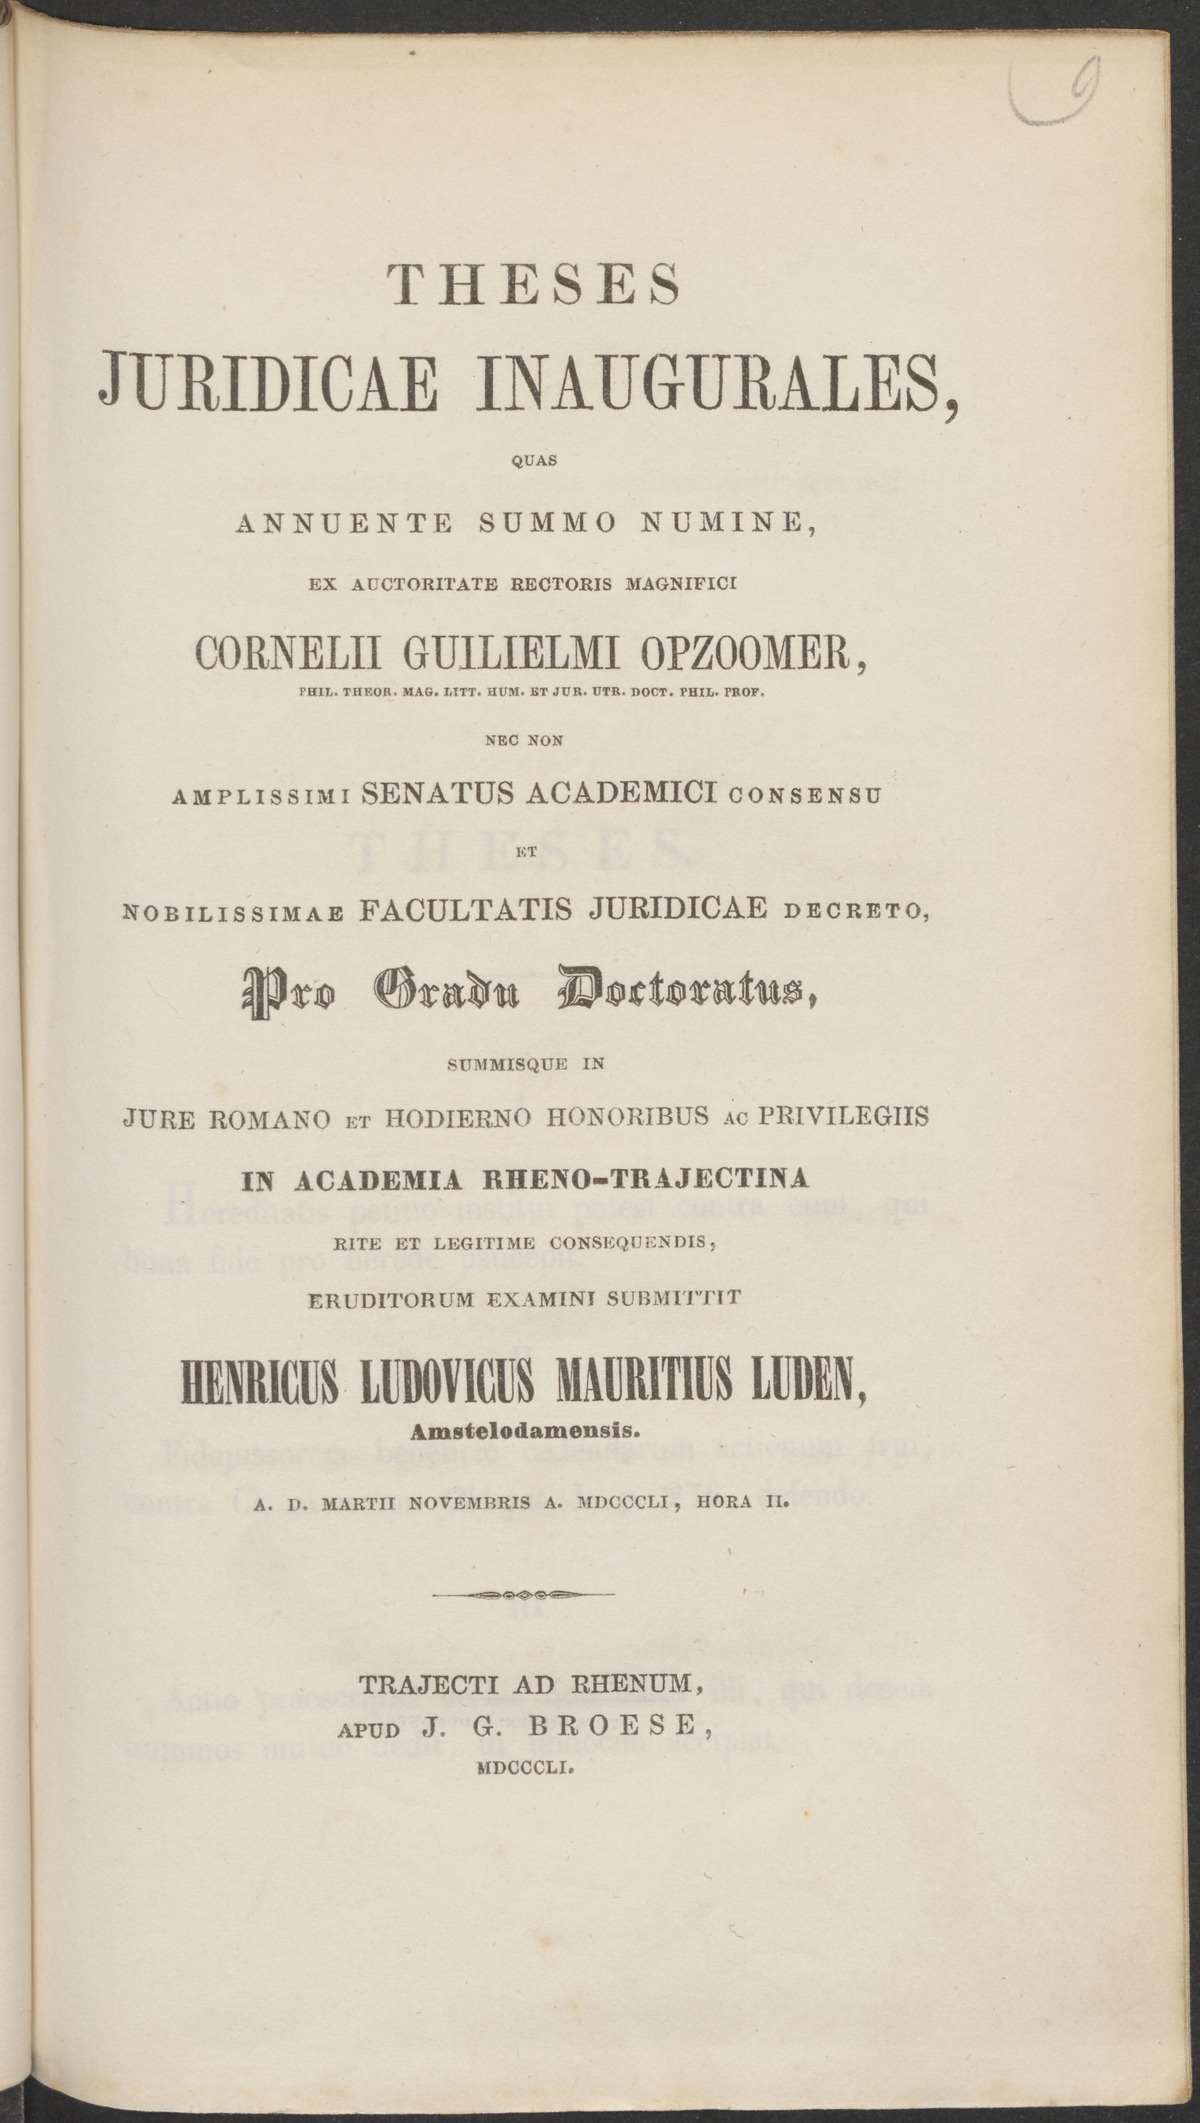 9
THESES
JURIDICAE INAUGURALES,
QUAS
ANNUENTE SUMMO NUMINE,
EX AUCTORITATE RECTORIS MAGNIFICI
CORNELII GUILIELMI OPZOOMER,
PHIL. THEOR. MAG. LITT. HUM. ET JUR. UTR. DOCT. PHIL. PROF.
NEC NON
AMPLISSIMI SENATUS ACADEMICI CONSENSU
ET
NOBILISSIMAE FACULTATIS JURIDICAE DECRETO,
Pro Gradu Doctoratus,
SUMMISQUE IN
JURE ROMANO ET HODIERNO HONORIBUS AC PRIVILEGIIS
IN ACADEMIA RHENO-TRAJECTINA
RITE ET LEGITIME CONSEQUENDIS,
ERUDITORUM EXAMINI SUBMITTIT
HENRICUS LUDOVICUS MAURITIUS LUDEN,
Amstelodamensis.
A. D. MARTII NOVEMBRIS A. MDCCCLI, HORA II.
TRAJECTI AD RHENUM,
APUD J. G. BROESE,
MDCCCLI.